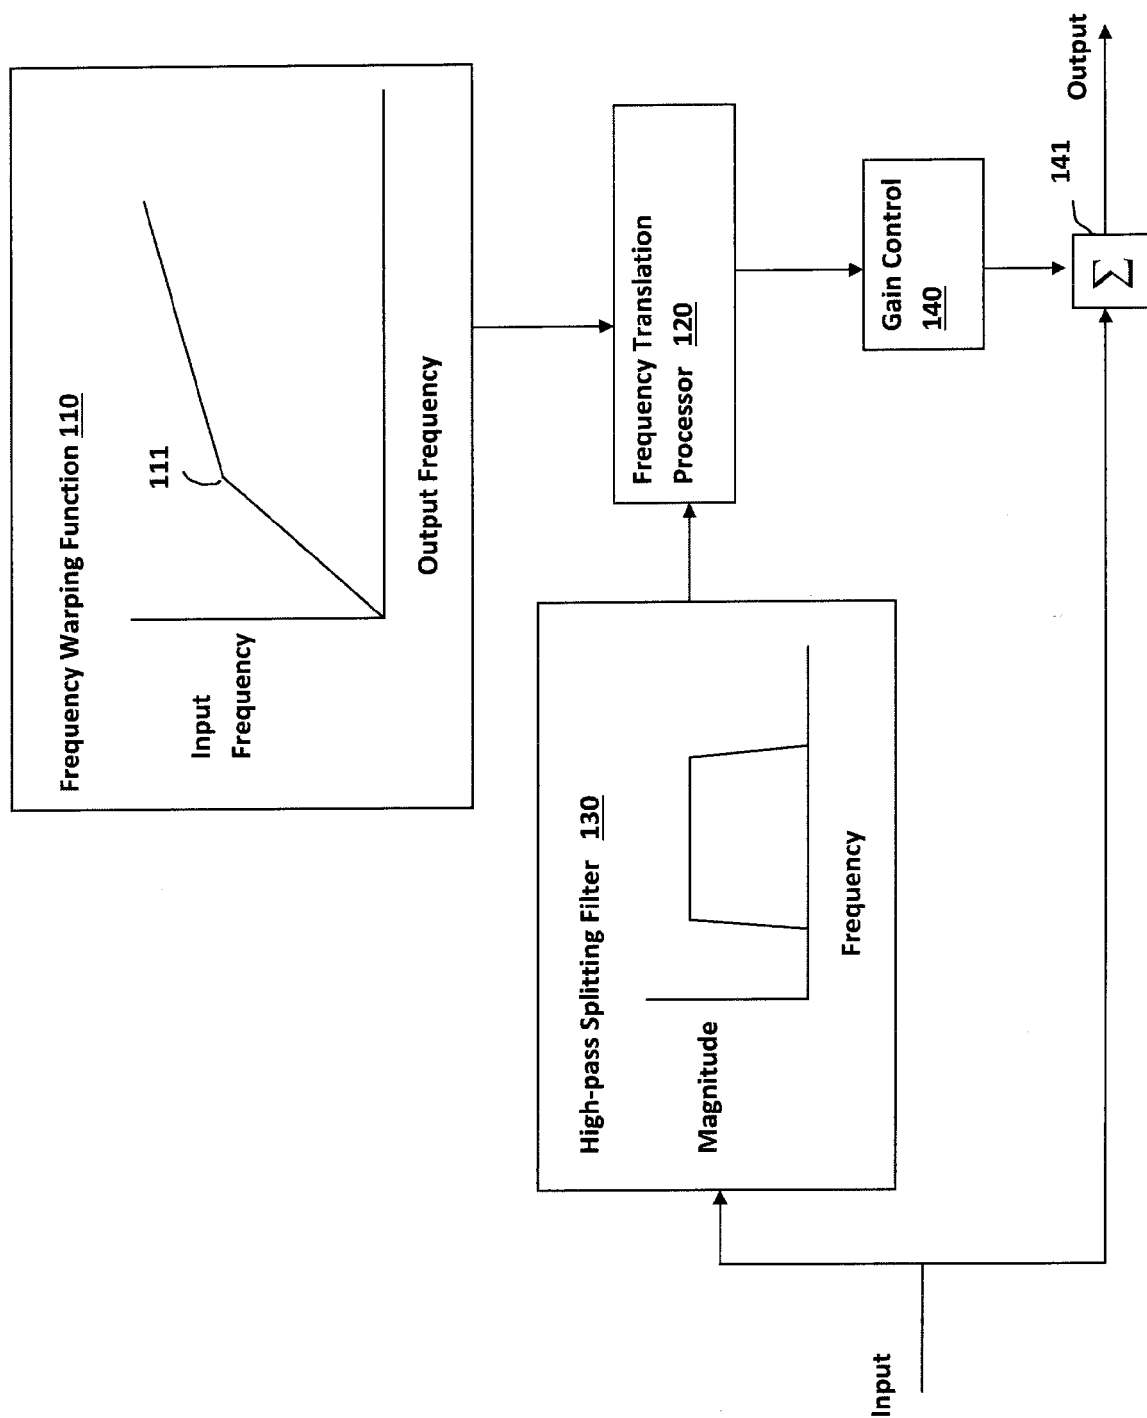 Frequency Warping Function 110
111
Input
Frequency
Output Frequency
High-pass Splitting Filter 130
Magnitude
Frequency
Frequency Translation
Processor 120
Gain Control
140
141
Σ
Input
Output